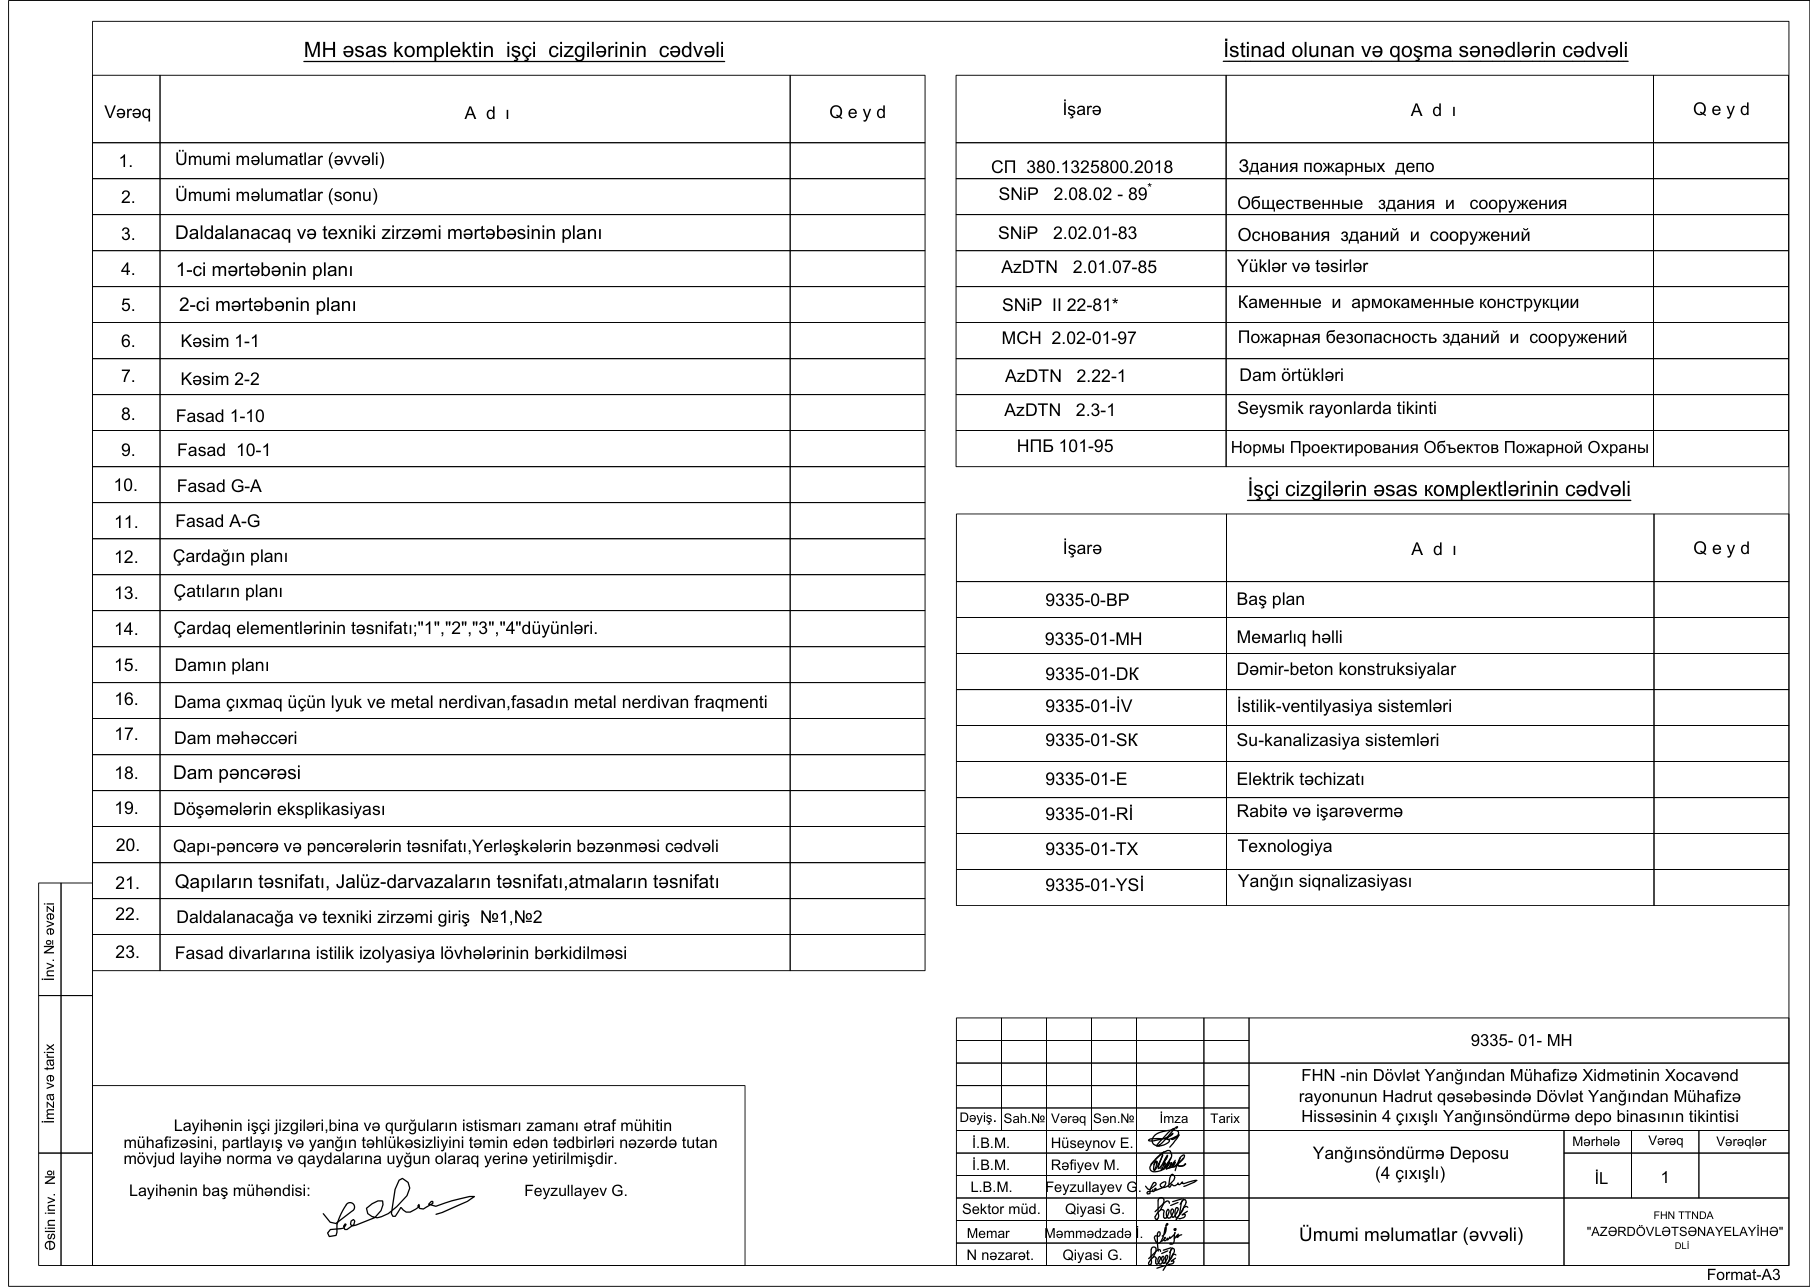 MH əsas komplektin işçi cizgilərinin cədvəli
Vərəq A d ı Q e y d
1. Ümumi məlumatlar (əvvəli)
2. Ümumi məlumatlar (sonu)
3. Daldalanacaq və texniki zirzəmi mərtəbəsinin planı
4. 1-ci mərtəbənin planı
5. 2-ci mərtəbənin planı
6. Kəsim 1-1
7. Kəsim 2-2
8. Fasad 1-10
9. Fasad 10-1
10. Fasad G-A
11. Fasad A-G
12. Çardağın planı
13. Çatıların planı
14. Çardaq elementlərinin təsnifatı;"1","2","3","4"düyünləri.
15. Damın planı
16. Dama çıxmaq üçün lyuk ve metal nerdivan,fasadın metal nerdivan fraqmenti
17. Dam məhəccəri
18. Dam pəncərəsi
19. Döşəmələrin eksplikasiyası
20. Qapı-pəncərə və pəncərələrin təsnifatı,Yerləşkələrin bəzənməsi cədvəli
21. Qapıların təsnifatı, Jalüz-darvazaların təsnifatı,atmaların təsnifatı
22. Daldalanacağa və texniki zirzəmi giriş №1,№2
23. Fasad divarlarına istilik izolyasiya lövhələrinin bərkidilməsi
İstinad olunan və qoşma sənədlərin cədvəli
İşarə A d ı Q e y d
СП 380.1325800.2018 Здания пожарных депо
SNiP 2.08.02 - 89* Общественные здания и сооружения
SNiP 2.02.01-83 Основания зданий и сооружений
AzDTN 2.01.07-85 Yüklər və təsirlər
SNiP II 22-81* Каменные и армокаменные конструкции
МСН 2.02-01-97 Пожарная безопасность зданий и сооружений
AzDTN 2.22-1 Dam örtükləri
AzDTN 2.3-1 Seysmik rayonlarda tikinti
НПБ 101-95 Нормы Проектирования Объектов Пожарной Охраны
İşçi cizgilərin əsas комpleкtlərinin cədvəli
İşarə A d ı Q e y d
9335-0-BP Baş plan
9335-01-MH Meмarlıq həlli
9335-01-DК Dəmir-beton konstruksiyalar
9335-01-İV İstilik-ventilyasiya sistemləri
9335-01-SК Su-kanalizasiya sistemləri
9335-01-E Elektrik təchizatı
9335-01-Rİ Rabitə və işarəvermə
9335-01-TX Texnologiya
9335-01-YSİ Yanğın siqnalizasiyası
İnv. № əvəzi
İmza və tarix
Əslin inv. №
Layihənin işçi jizgiləri,bina və qurğuların istismarı zamanı ətraf mühitin
mühafizəsini, partlayış və yanğın təhlükəsizliyini təmin edən tədbirləri nəzərdə tutan
mövjud layihə norma və qaydalarına uyğun olaraq yerinə yetirilmişdir.
Layihənin baş mühəndisi: Feyzullayev G.
Dəyiş. Sah.№ Vərəq Sən.№ İmza Tarix
İ.B.M. Hüseynov E.
İ.B.M. Rəfiyev M.
L.B.M. Feyzullayev G.
Sektor müd. Qiyasi G.
Memar Məmmədzadə İ.
N nəzarət. Qiyasi G.
9335- 01- MH
FHN -nin Dövlət Yanğından Mühafizə Xidmətinin Xocavənd
rayonunun Hadrut qəsəbəsində Dövlət Yanğından Mühafizə
Hissəsinin 4 çıxışlı Yanğınsöndürmə depo binasının tikintisi
Yanğınsöndürmə Deposu
(4 çıxışlı)
Mərhələ Vərəq Vərəqlər
İL 1
Ümumi məlumatlar (əvvəli)
FHN TTNDA
"AZƏRDÖVLƏTSƏNAYELAYİHƏ"
DLİ
Format-A3